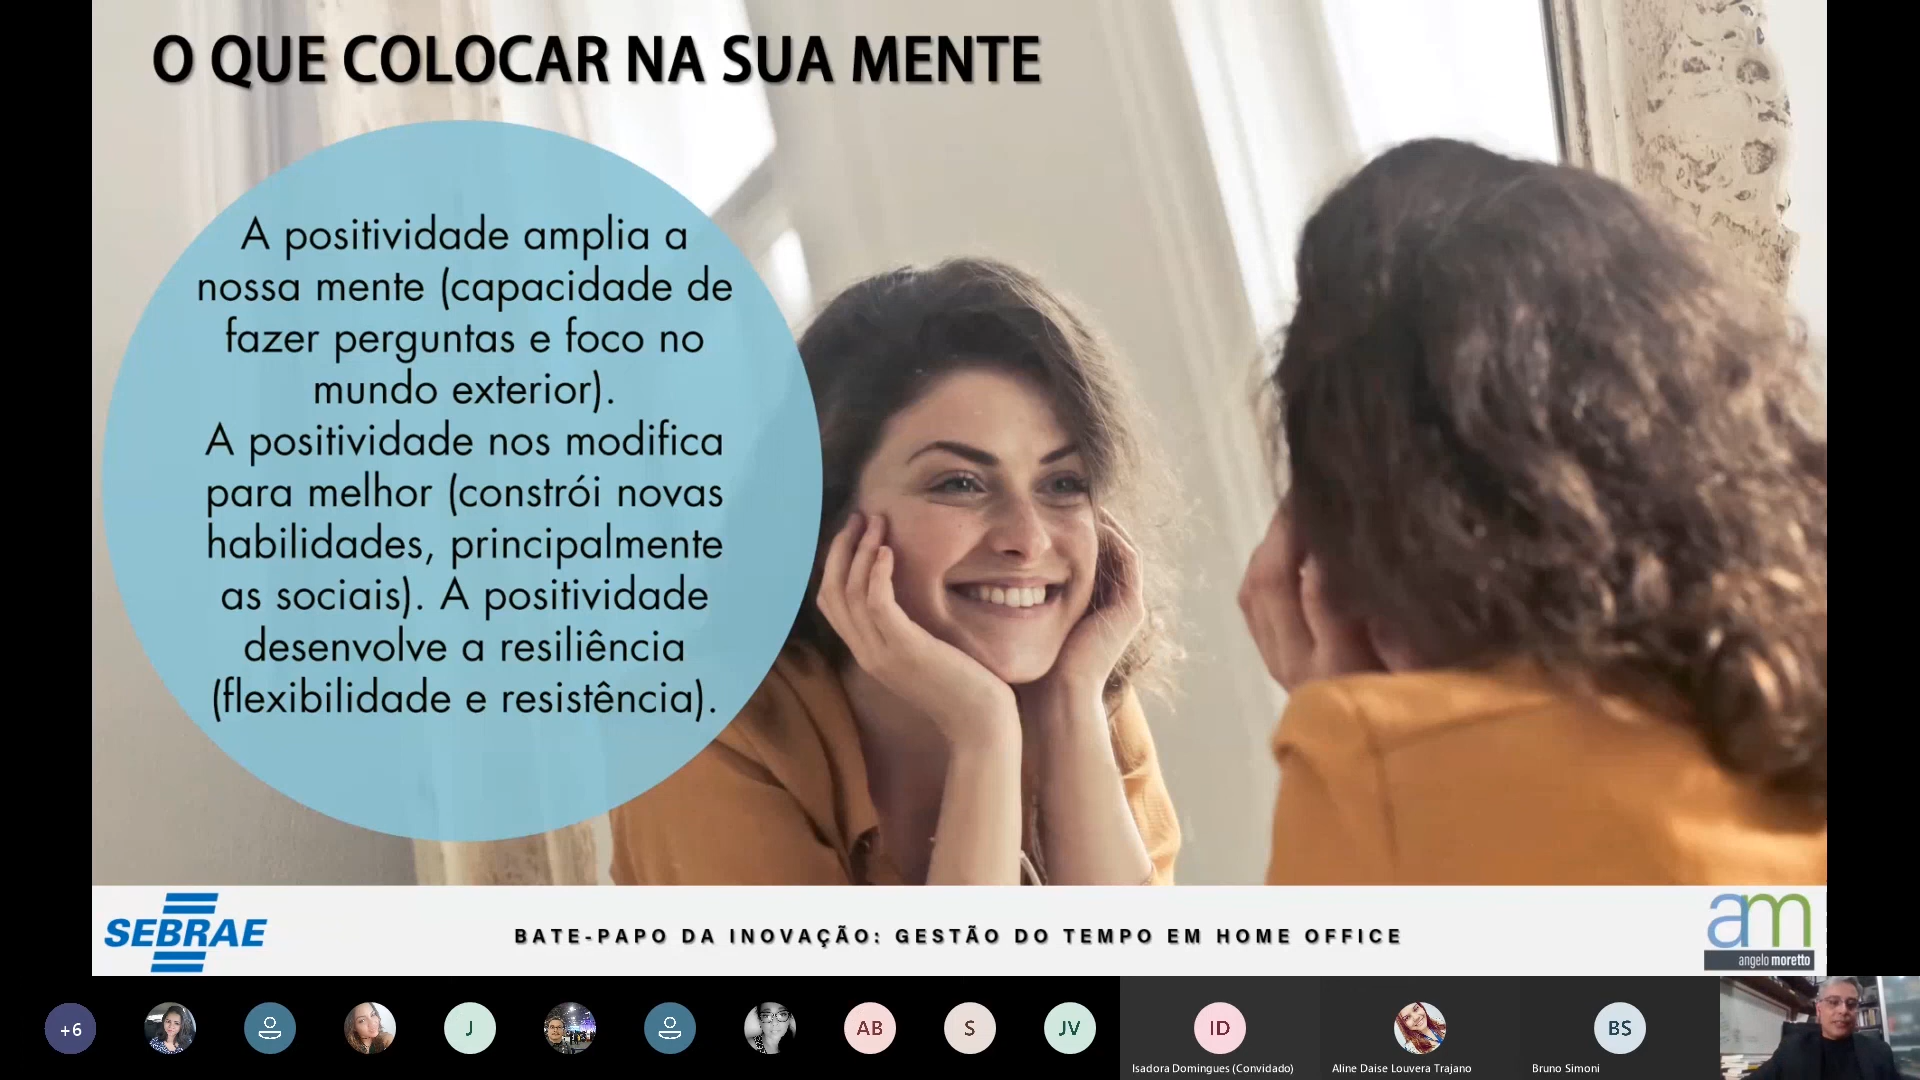 O QUE COLOCAR NA SUA MENTE
A positividade amplia a
nossa mente (capacidade de
fazer perguntas e foco no
mundo exterior).
A positividade nos modifica
para melhor (constrói novas
habilidades, principalmente
as sociais). A positividade
desenvolve a resiliência
(flexibilidade e resistência).
SEBRAE
BATE-PAPO DA INOVAÇÃO: GESTÃO DO TEMPO EM HOME OFFICE
am
angelo moretto
+6
J
AB
S
JV
ID
BS
Isadora Domingues (Convidado)
Aline Daise Louvera Trajano
Bruno Simoni